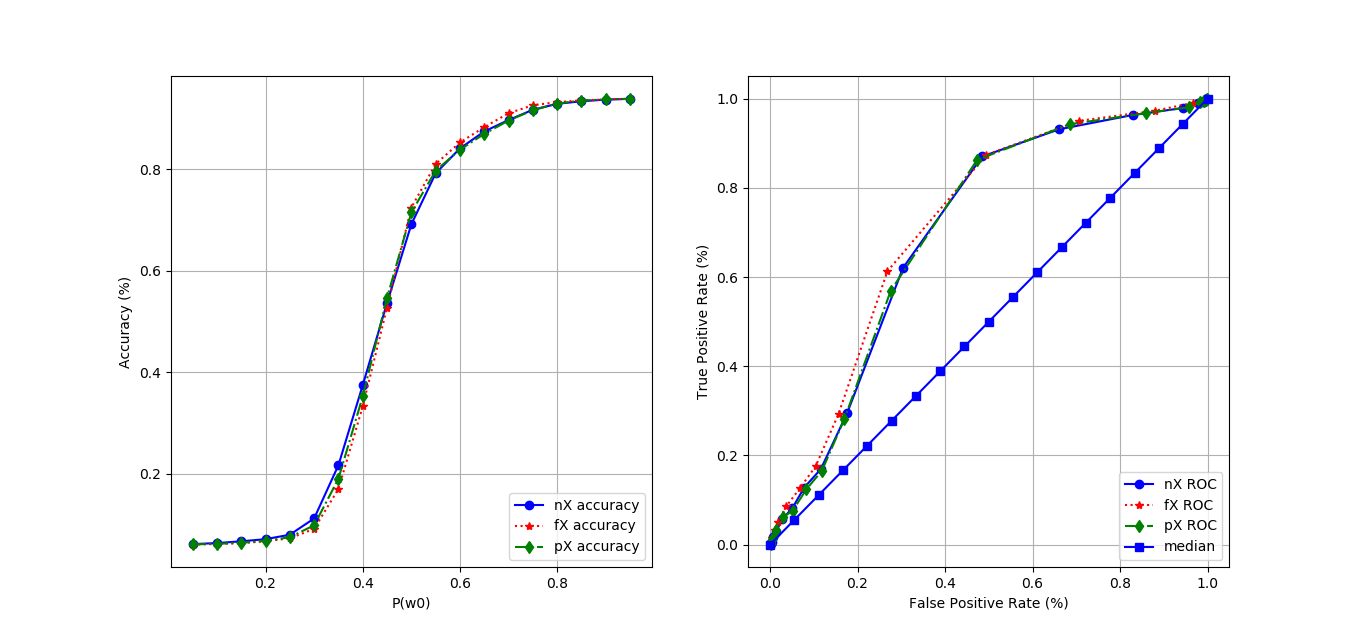 0.8
0.6
0.4
0.2
Accuracy (%)
0.2 0.4 0.6 0.8
P(w0)
nX accuracy
fX accuracy
pX accuracy
1.0
0.8
0.6
0.4
0.2
0.0
True Positive Rate (%)
0.0 0.2 0.4 0.6 0.8 1.0
False Positive Rate (%)
nX ROC
fX ROC
pX ROC
median